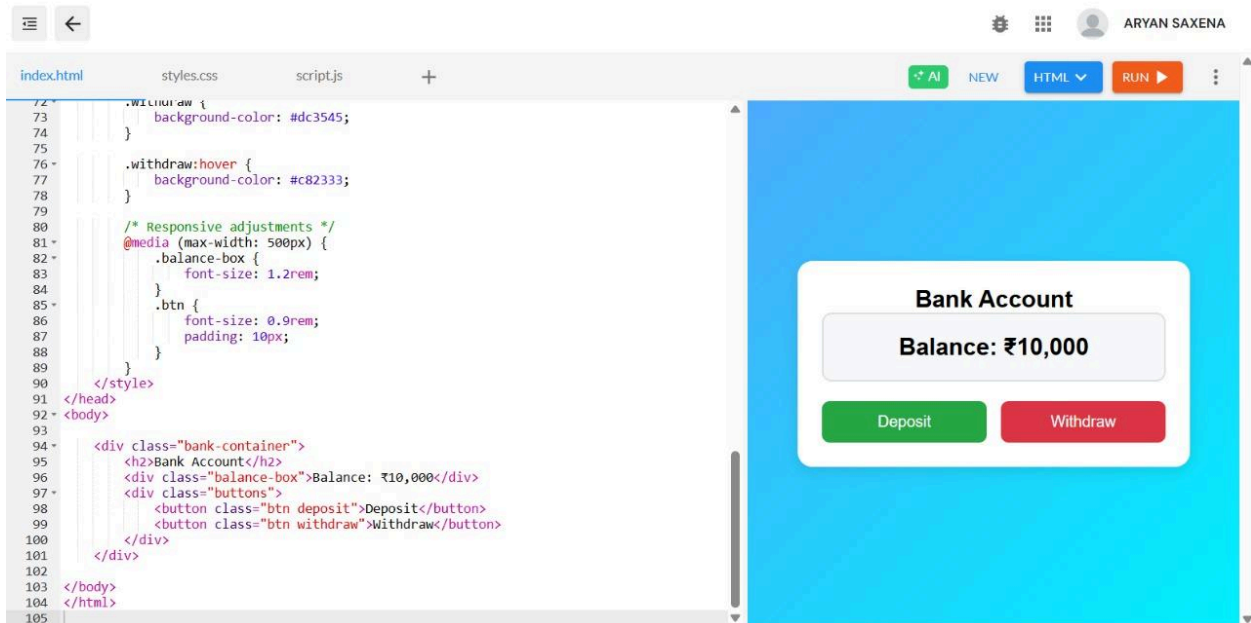 ARYAN SAXENA
index.html styles.css script.js +
AI NEW HTML RUN
72 .withdraw {
73 background-color: #dc3545;
74 }
75
76 .withdraw:hover {
77 background-color: #c82333;
78 }
79
80 /* Responsive adjustments */
81 @media (max-width: 500px) {
82 .balance-box {
83 font-size: 1.2rem;
84 }
85 .btn {
86 font-size: 0.9rem;
87 padding: 10px;
88 }
89 }
90 </style>
91 </head>
92 <body>
93
94 <div class="bank-container">
95 <h2>Bank Account</h2>
96 <div class="balance-box">Balance: ₹10,000</div>
97 <div class="buttons">
98 <button class="btn deposit">Deposit</button>
99 <button class="btn withdraw">Withdraw</button>
100 </div>
101 </div>
102
103 </body>
104 </html>
105
Bank Account
Balance: ₹10,000
Deposit Withdraw